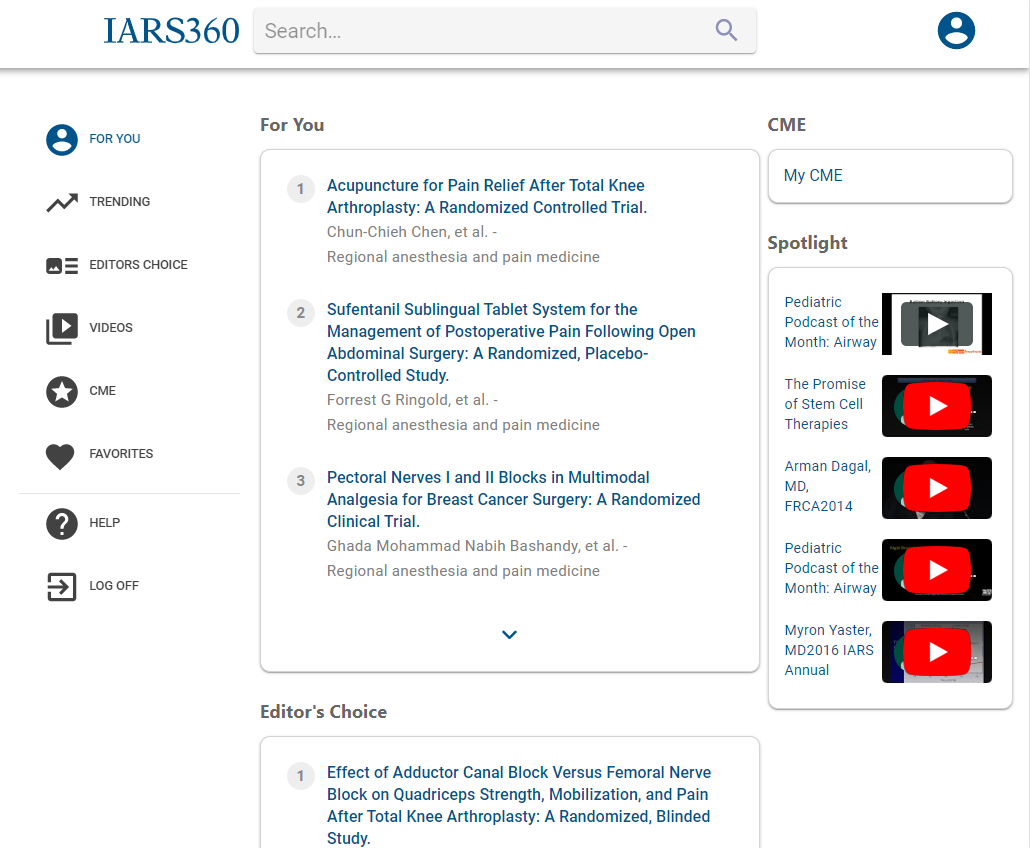 IARS360
Search...
FOR YOU
TRENDING
EDITORS CHOICE
VIDEOS
CME
FAVORITES
HELP
LOG OFF
For You
1
Acupuncture for Pain Relief After Total Knee
Arthroplasty: A Randomized Controlled Trial.
Chun-Chieh Chen, et al. -
Regional anesthesia and pain medicine
2
Sufentanil Sublingual Tablet System for the
Management of Postoperative Pain Following Open
Abdominal Surgery: A Randomized, Placebo-
Controlled Study.
Forrest G Ringold, et al. -
Regional anesthesia and pain medicine
3
Pectoral Nerves I and II Blocks in Multimodal
Analgesia for Breast Cancer Surgery: A Randomized
Clinical Trial.
Ghada Mohammad Nabih Bashandy, et al. -
Regional anesthesia and pain medicine
Editor's Choice
1
Effect of Adductor Canal Block Versus Femoral Nerve
Block on Quadriceps Strength, Mobilization, and Pain
After Total Knee Arthroplasty: A Randomized, Blinded
Study.
CME
My CME
Spotlight
Pediatric
Podcast of the
Month: Airway
The Promise
of Stem Cell
Therapies
Arman Dagal,
MD,
FRCA2014
Pediatric
Podcast of the
Month: Airway
Myron Yaster,
MD2016 IARS
Annual